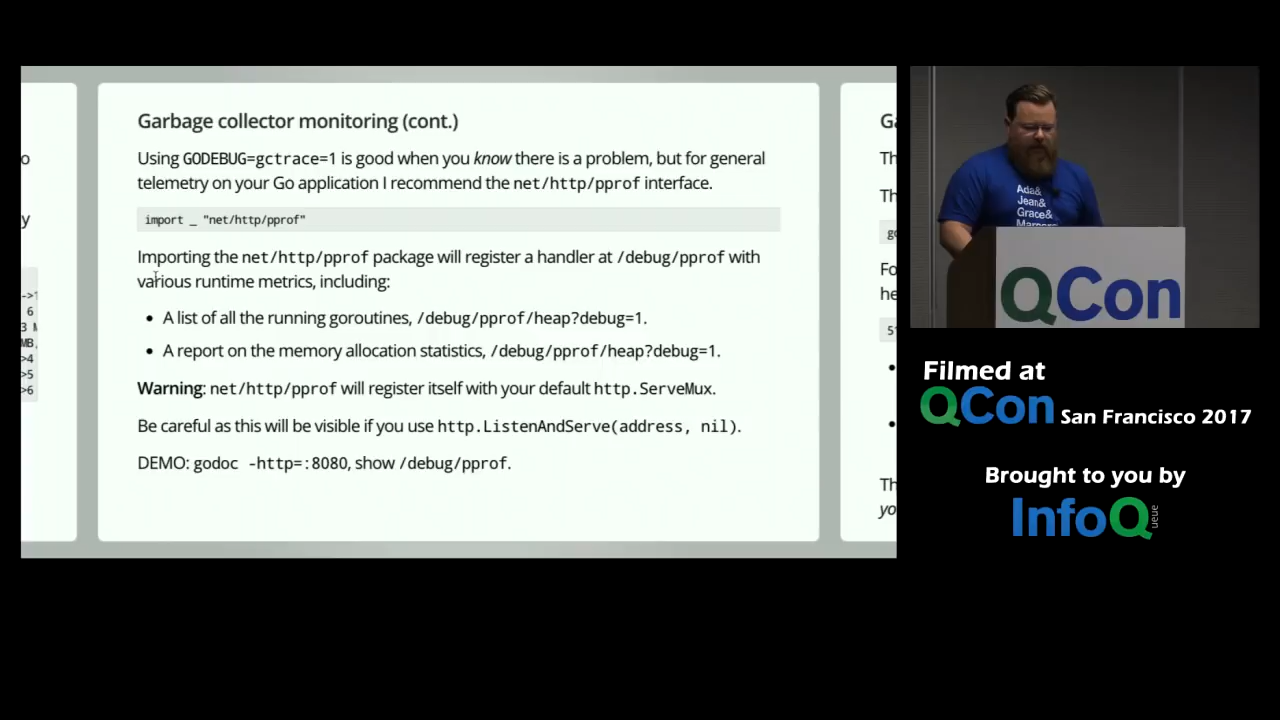 Garbage collector monitoring (cont.)
Using GODEBUG=gctrace=1 is good when you know there is a problem, but for general
telemetry on your Go application I recommend the net/http/pprof interface.
import _ "net/http/pprof"
Importing the net/http/pprof package will register a handler at /debug/pprof with
various runtime metrics, including:
• A list of all the running goroutines, /debug/pprof/heap?debug=1.
• A report on the memory allocation statistics, /debug/pprof/heap?debug=1.
Warning: net/http/pprof will register itself with your default http.ServeMux.
Be careful as this will be visible if you use http.ListenAndServe(address, nil).
DEMO: godoc -http=:8080, show /debug/pprof.
Ada&
Jean&
Grace&
QCon
Filmed at
QCon San Francisco 2017
Brought to you by
InfoQueue